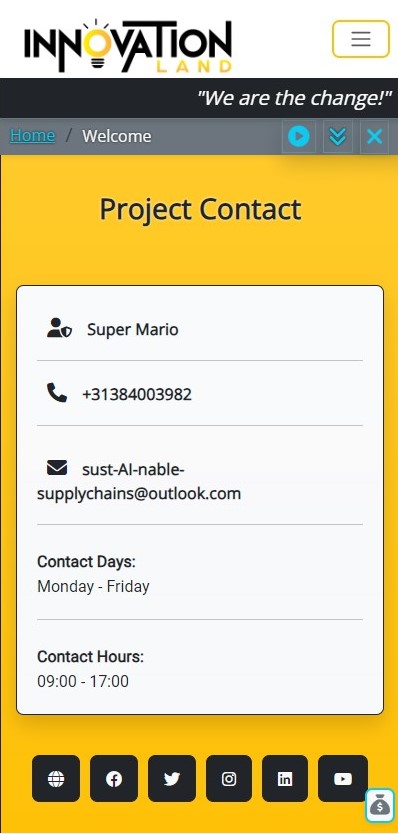 INNOVATION
LAND
"We are the change!"
Home / Welcome
Project Contact
Super Mario
+31384003982
sust-AI-nable-
supplychains@outlook.com
Contact Days:
Monday - Friday
Contact Hours:
09:00 - 17:00